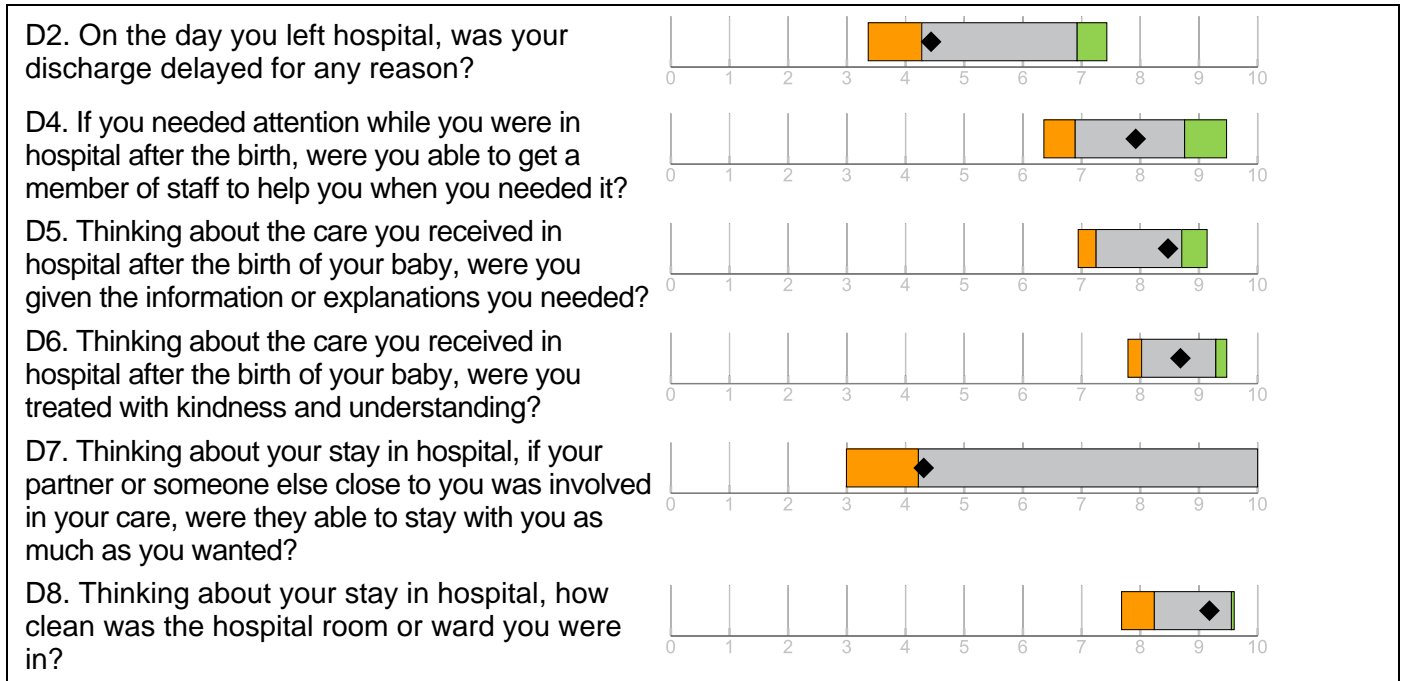 D2. On the day you left hospital, was your
discharge delayed for any reason?
0 1 2 3 4 5 6 7 8 9 10
D4. If you needed attention while you were in
hospital after the birth, were you able to get a
member of staff to help you when you needed it?
0 1 2 3 4 5 6 7 8 9 10
D5. Thinking about the care you received in
hospital after the birth of your baby, were you
given the information or explanations you needed?
0 1 2 3 4 5 6 7 8 9 10
D6. Thinking about the care you received in
hospital after the birth of your baby, were you
treated with kindness and understanding?
0 1 2 3 4 5 6 7 8 9 10
D7. Thinking about your stay in hospital, if your
partner or someone else close to you was involved
in your care, were they able to stay with you as
much as you wanted?
0 1 2 3 4 5 6 7 8 9 10
D8. Thinking about your stay in hospital, how
clean was the hospital room or ward you were
in?
0 1 2 3 4 5 6 7 8 9 10